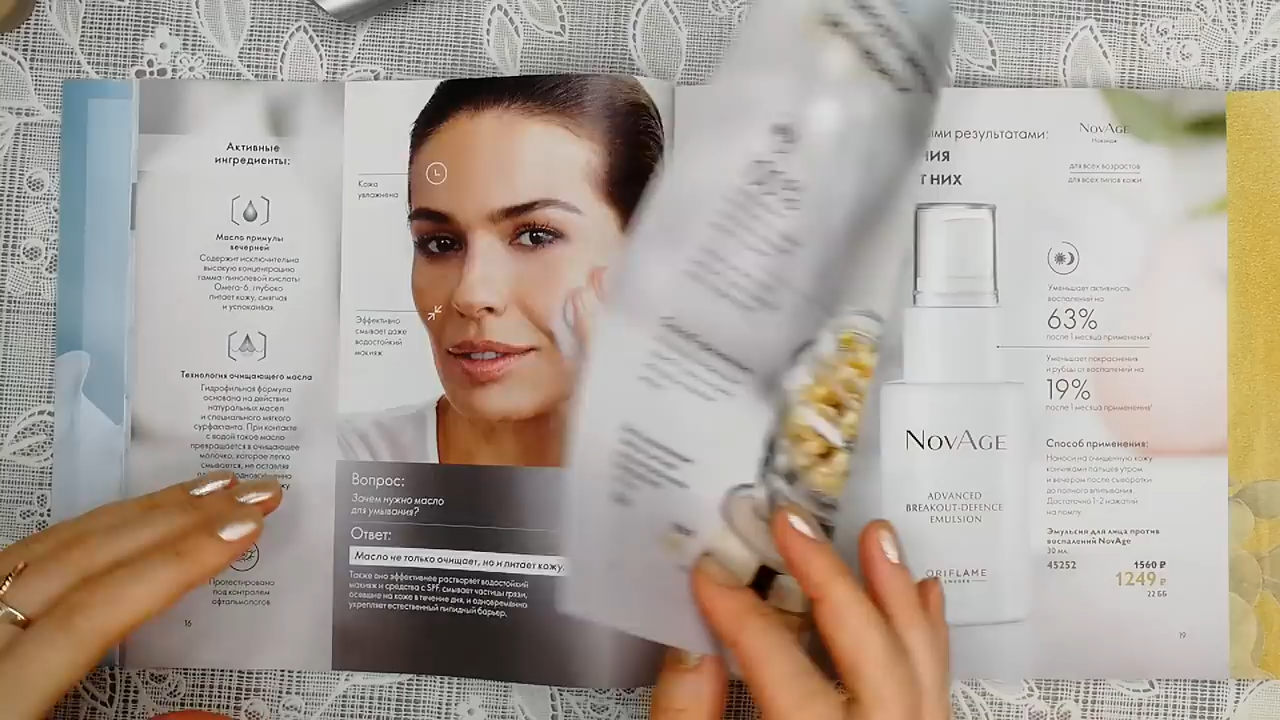 Активные
ингредиенты:
Масло примулы
вечерней
Содержит исключительно
высокую концентрацию
гамма-линоленовой кислоты
Омега-6, глубоко
питает кожу, смягчая
и успокаивая.
Технология очищающего масла
Гидрофильная формула
основана на действии
натуральных масел
и специального мягкого
сурфактанта. При контакте
с водой такое масло
превращается в очищающее
молочко, которое легко
смывается, не оставляя
Протестировано
под контролем
офтальмологов
16
Кожа
увлажнена
Эффективно
смывает даже
водостойкий
макияж
Вопрос:
Зачем нужно масло
для умывания?
Ответ:
Масло не только очищает, но и питает кожу.
Также оно эффективнее растворяет водостойкий
макияж и средства с SPF, смывает частицы грязи,
осевшие на коже в течение дня, и одновременно
укрепляет естественный липидный барьер.
результатами:
НИХ
NOVAGE
Новэйдж
для всех возрастов
для всех типов кожи
Уменьшает активность
воспалений на
63%
после 1 месяца применения¹
Уменьшает покраснения
и рубцы от воспалений на
19%
после 1 месяца применения¹
NOVAGE
ADVANCED
BREAKOUT-DEFENCE
EMULSION
ORIFLAME
SWEDEN
Способ применения:
Наноси на очищенную кожу
кончиками пальцев утром
и вечером после сыворотки
до полного впитывания.
Достаточно 1-2 нажатий
на помпу.
Эмульсия для лица против
воспалений NovAge
30 мл.
45252 1560 ₽
1249 ₽
22 ББ
19